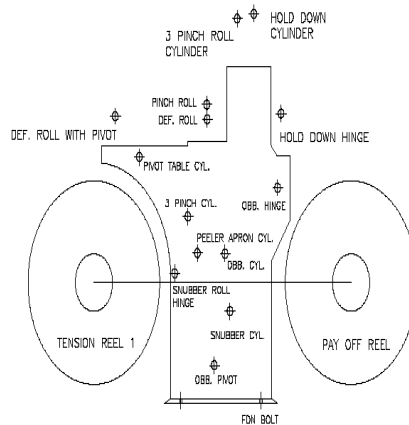 3 PINCH ROLL
CYLINDER
HOLD DOWN
CYLINDER
PINCH ROLL
DEF. ROLL
DEF. ROLL WITH PIVOT
HOLD DOWN HINGE
PIVOT TABLE CYL.
OBB. HINGE
3 PINCH CYL.
PEELER APRON CYL.
OBB. CYL.
SNUBBER ROLL
HINGE
SNUBBER CYL.
TENSION REEL 1
PAY OFF REEL
OBB. PIVOT
FDN BOLT